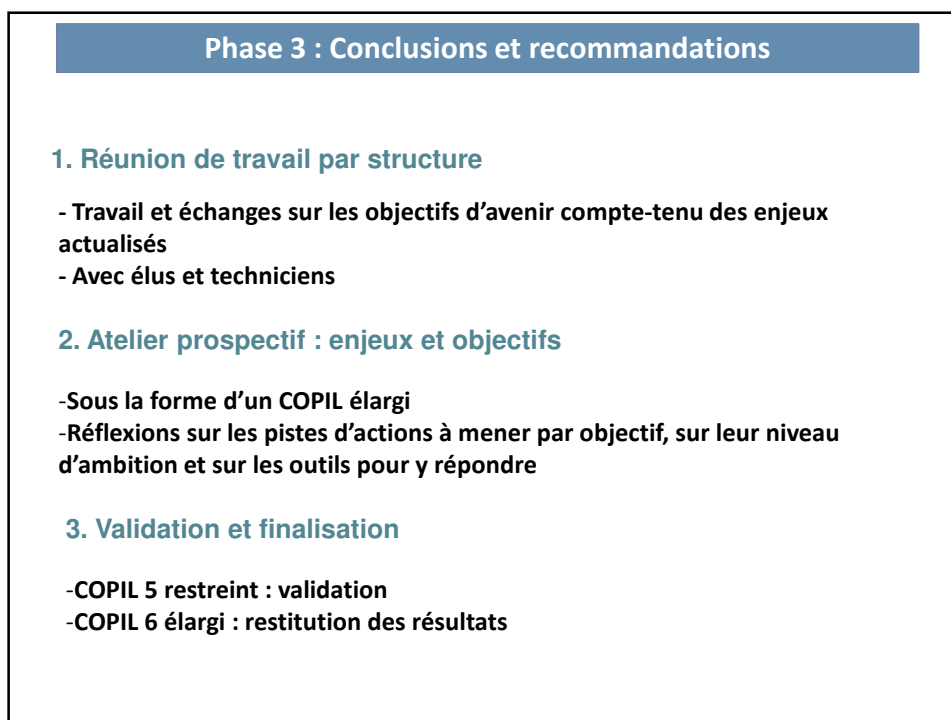 Phase 3 : Conclusions et recommandations
1. Réunion de travail par structure
- Travail et échanges sur les objectifs d’avenir compte-tenu des enjeux
actualisés
- Avec élus et techniciens
2. Atelier prospectif : enjeux et objectifs
-Sous la forme d’un COPIL élargi
-Réflexions sur les pistes d’actions à mener par objectif, sur leur niveau
d’ambition et sur les outils pour y répondre
3. Validation et finalisation
-COPIL 5 restreint : validation
-COPIL 6 élargi : restitution des résultats